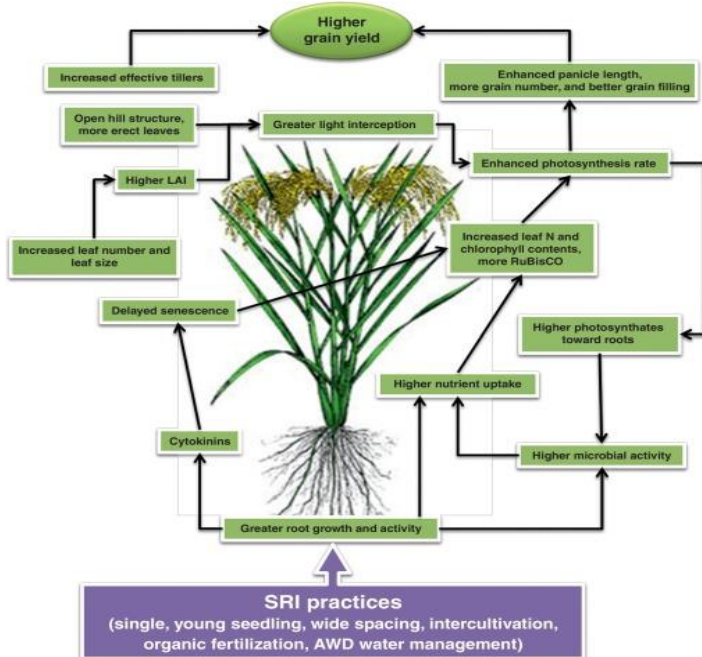 Higher
grain yield
Increased effective tillers
Enhanced panicle length,
more grain number, and better grain filling
Open hill structure,
more erect leaves
Greater light interception
Higher LAI
Enhanced photosynthesis rate
Increased leaf number and
leaf size
Increased leaf N and
chlorophyll contents,
more RuBisCO
Delayed senescence
Higher photosynthates
toward roots
Higher nutrient uptake
Cytokinins
Higher microbial activity
Greater root growth and activity
SRI practices
(single, young seedling, wide spacing, intercultivation,
organic fertilization, AWD water management)